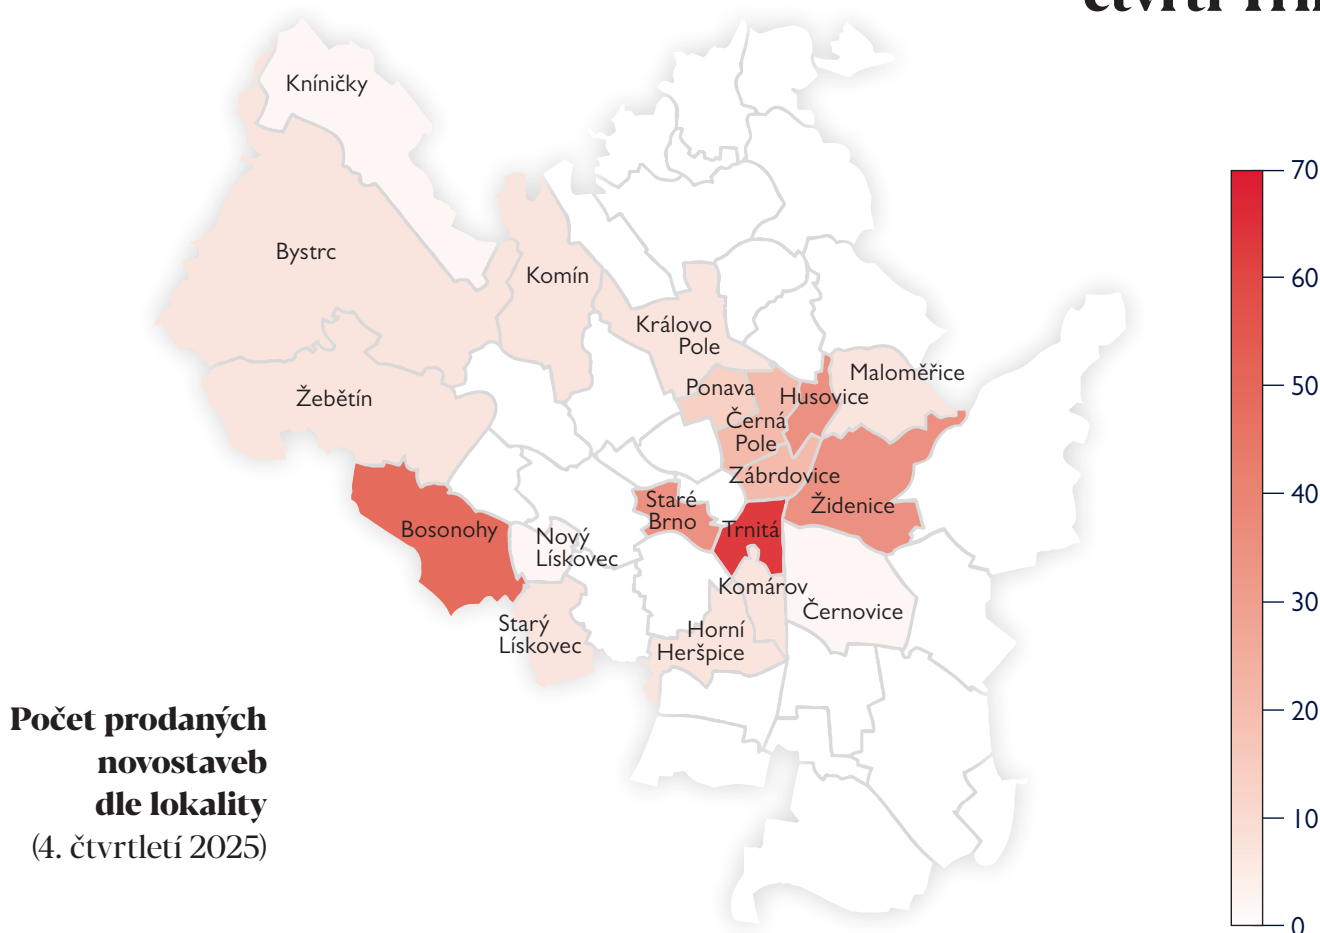 Kníničky
Bystrc
Komín
Královo
Pole
Žebětín
Ponava
Maloměřice
Husovice
Černá
Pole
Zábrdovice
Staré
Brno
Židenice
Trnitá
Bosonohy
Nový
Lískovec
Komárov
Černovice
Starý
Lískovec
Horní
Heršpice
Počet prodaných
novostaveb
dle lokality
(4. čtvrtletí 2025)
70
60
50
40
30
20
10
0